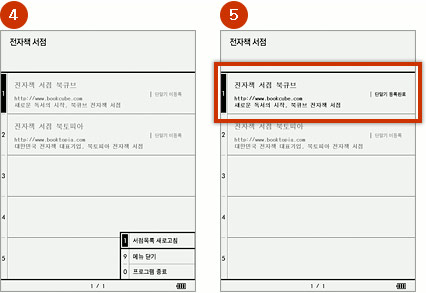 4
전자책 서점
1
전자책 서점 북큐브
http://www.bookcube.com
새로운 독서의 시작, 북큐브 전자책 서점
단말기 미등록
2
전자책 서점 북토피아
http://www.booktopia.com
대한민국 전자책 대표기업, 북토피아 전자책 서점
단말기 미등록
3
4
5
1 서점목록 새로고침
9 메뉴 닫기
0 프로그램 종료
1 / 1
5
전자책 서점
1
전자책 서점 북큐브
http://www.bookcube.com
새로운 독서의 시작, 북큐브 전자책 서점
단말기 등록완료
2
전자책 서점 북토피아
http://www.booktopia.com
대한민국 전자책 대표기업, 북토피아 전자책 서점
단말기 미등록
3
4
5
1 / 1